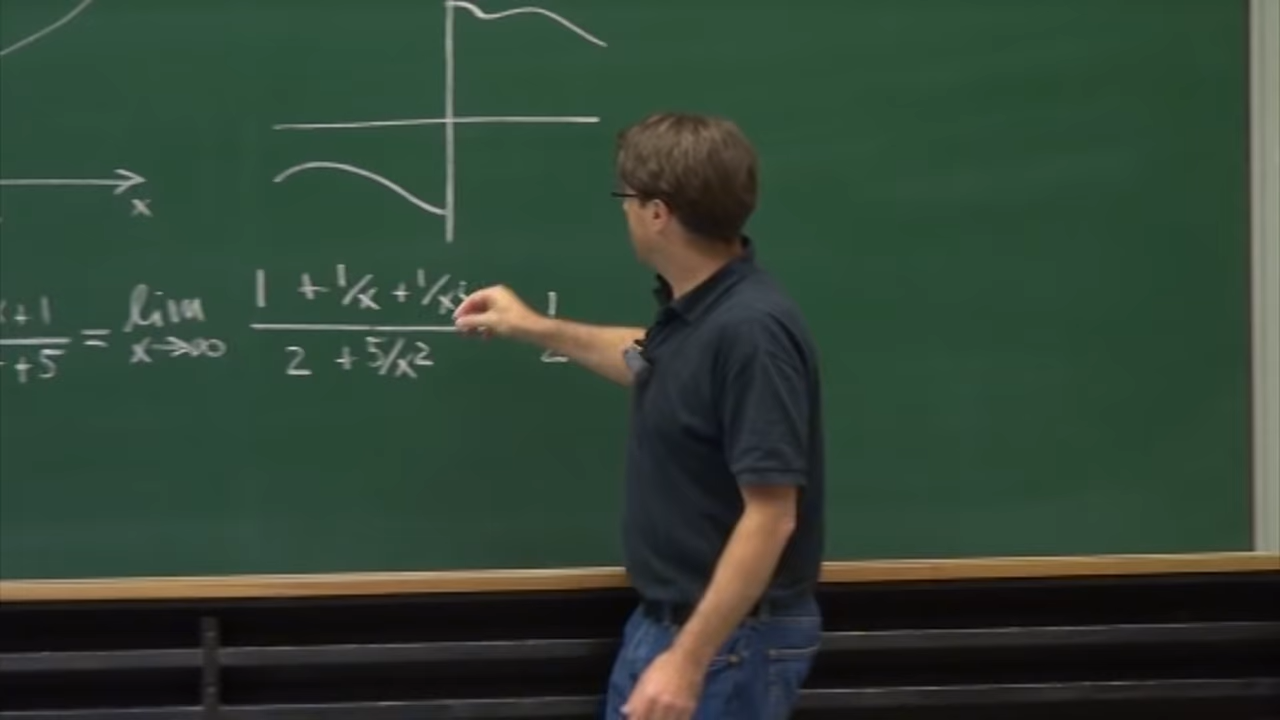 x
x+1 / +5 = lim x→∞ 1 + 1/x + 1/x² / 2 + 5/x² 1/2